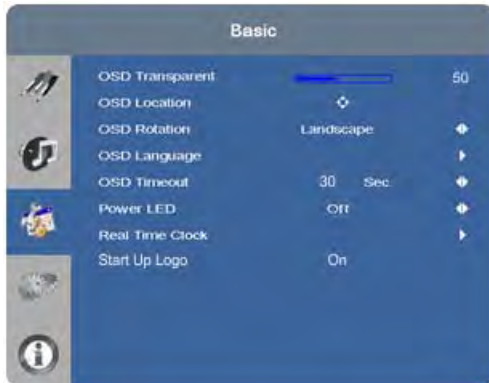 Basic
OSD Transparent 50
OSD Location
OSD Rotation Landscape
OSD Language
OSD Timeout 30 Sec
Power LED Off
Real Time Clock
Start Up Logo On